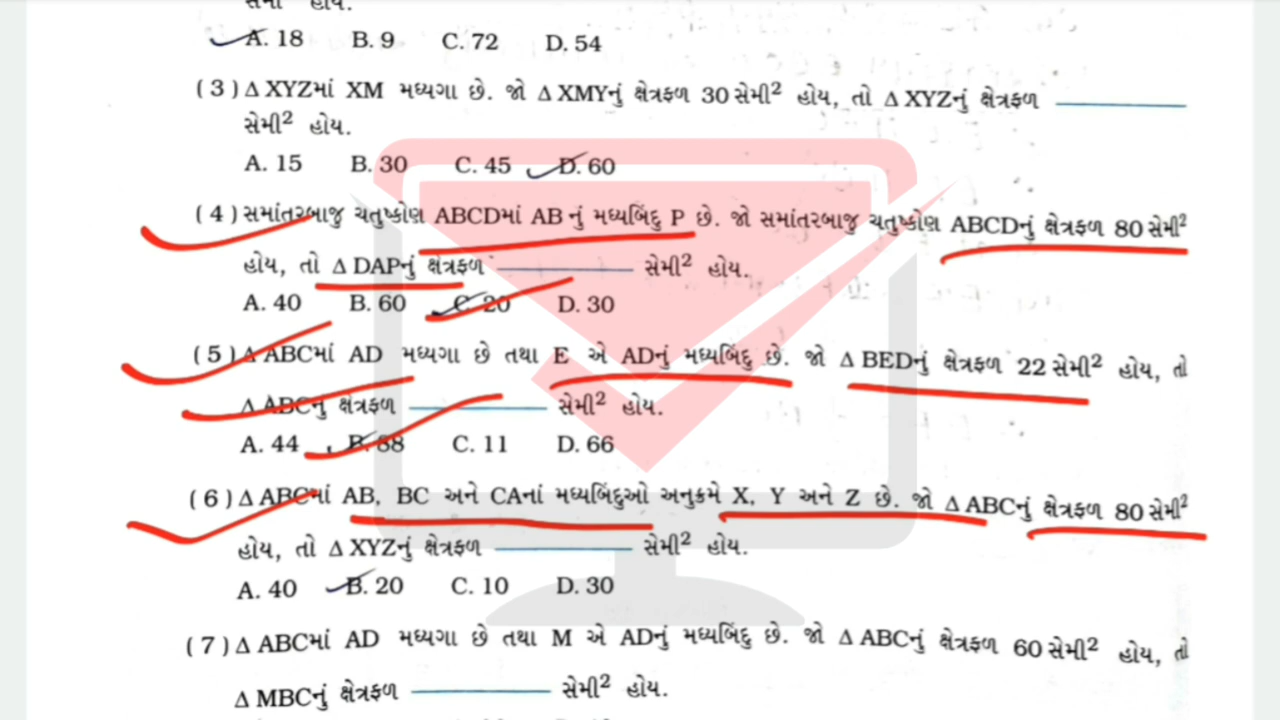 સેમી હોય.
A. 18 B. 9 C. 72 D. 54
( 3 ) Δ XYZમાં XM મધ્યગા છે. જો Δ XMYનું ક્ષેત્રફળ 30 સેમી² હોય, તો Δ XYZનું ક્ષેત્રફળ ________
સેમી² હોય.
A. 15 B. 30 C. 45 D. 60
( 4 ) સમાંતરબાજુ ચતુષ્કોણ ABCDમાં AB નું મધ્યબિંદુ P છે. જો સમાંતરબાજુ ચતુષ્કોણ ABCDનું ક્ષેત્રફળ 80 સેમી²
હોય, તો Δ DAPનું ક્ષેત્રફળ ________ સેમી² હોય.
A. 40 B. 60 C. 20 D. 30
( 5 ) Δ ABCમાં AD મધ્યગા છે તથા E એ ADનું મધ્યબિંદુ છે. જો Δ BEDનું ક્ષેત્રફળ 22 સેમી² હોય, તો
Δ ABCનું ક્ષેત્રફળ ________ સેમી² હોય.
A. 44 B. 88 C. 11 D. 66
( 6 ) Δ ABCમાં AB, BC અને CAનાં મધ્યબિંદુઓ અનુક્રમે X, Y અને Z છે. જો Δ ABCનું ક્ષેત્રફળ 80 સેમી²
હોય, તો Δ XYZનું ક્ષેત્રફળ ________ સેમી² હોય.
A. 40 B. 20 C. 10 D. 30
( 7 ) Δ ABCમાં AD મધ્યગા છે તથા M એ ADનું મધ્યબિંદુ છે. જો Δ ABCનું ક્ષેત્રફળ 60 સેમી² હોય, તો
Δ MBCનું ક્ષેત્રફળ ________ સેમી² હોય.